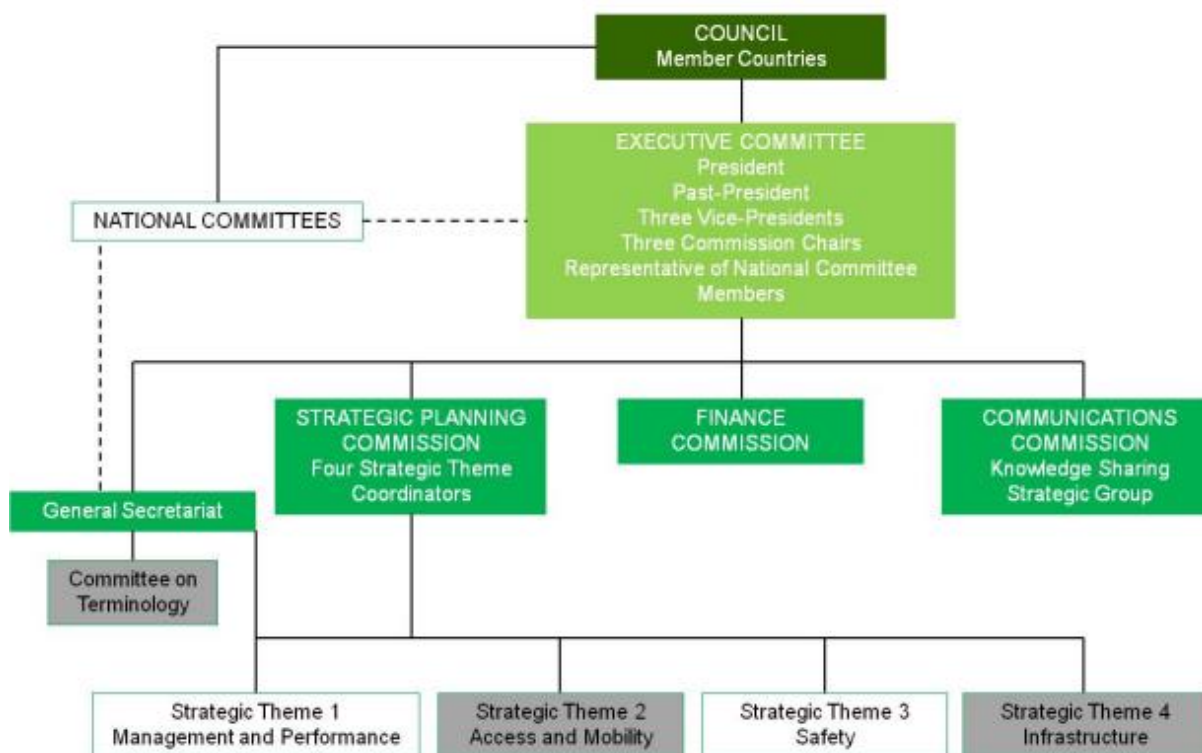 COUNCIL
Member Countries
EXECUTIVE COMMITTEE
President
Past-President
Three Vice-Presidents
Three Commission Chairs
Representative of National Committee
Members
NATIONAL COMMITTEES
STRATEGIC PLANNING
COMMISSION
Four Strategic Theme
Coordinators
FINANCE
COMMISSION
COMMUNICATIONS
COMMISSION
Knowledge Sharing
Strategic Group
General Secretariat
Committee on
Terminology
Strategic Theme 1
Management and Performance
Strategic Theme 2
Access and Mobility
Strategic Theme 3
Safety
Strategic Theme 4
Infrastructure